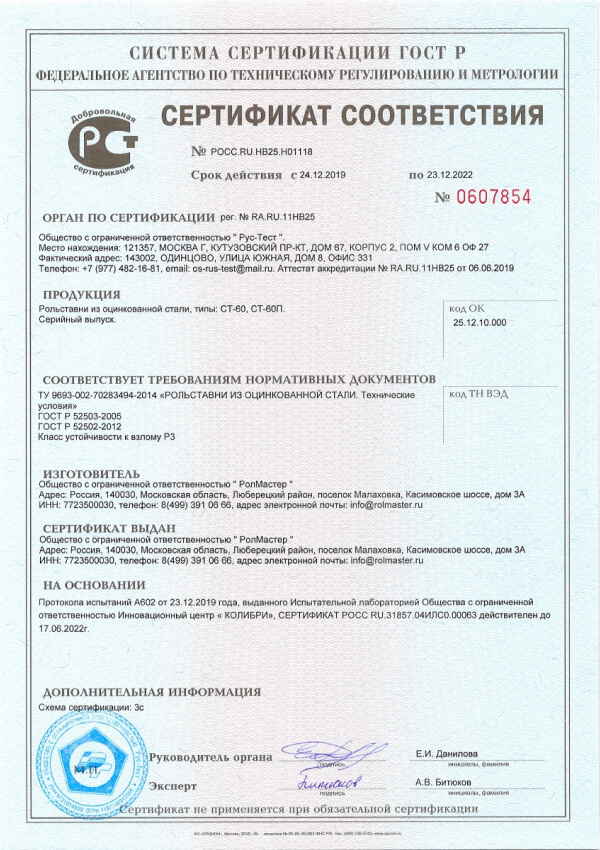 СИСТЕМА СЕРТИФИКАЦИИ ГОСТ Р
ФЕДЕРАЛЬНОЕ АГЕНТСТВО ПО ТЕХНИЧЕСКОМУ РЕГУЛИРОВАНИЮ И МЕТРОЛОГИИ
Добровольная
РСТ
сертификация
СЕРТИФИКАТ СООТВЕТСТВИЯ
№ РОСС.RU.НВ25.Н01118
Срок действия с 24.12.2019 по 23.12.2022
№ 0607854
ОРГАН ПО СЕРТИФИКАЦИИ рег. № RA.RU.11НВ25
Общество с ограниченной ответственностью " Рус-Тест ".
Место нахождения: 121357, МОСКВА Г, КУТУЗОВСКИЙ ПР-КТ, ДОМ 67, КОРПУС 2, ПОМ V КОМ 6 ОФ 27
Фактический адрес: 143002, ОДИНЦОВО, УЛИЦА ЮЖНАЯ, ДОМ 8, ОФИС 331
Телефон: +7 (977) 482-16-81, email: os-rus-test@mail.ru. Аттестат аккредитации № RA.RU.11НВ25 от 06.06.2019
ПРОДУКЦИЯ
Рольставни из оцинкованной стали, типы: СТ-60, СТ-60П.
Серийный выпуск.
код ОК
25.12.10.000
СООТВЕТСТВУЕТ ТРЕБОВАНИЯМ НОРМАТИВНЫХ ДОКУМЕНТОВ
ТУ 9693-002-70283494-2014 «РОЛЬСТАВНИ ИЗ ОЦИНКОВАННОЙ СТАЛИ. Технические
условия»
ГОСТ Р 52503-2005
ГОСТ Р 52502-2012
Класс устойчивости к взлому Р3
код ТН ВЭД
ИЗГОТОВИТЕЛЬ
Общество с ограниченной ответственностью " РолМастер "
Адрес: Россия, 140030, Московская область, Люберецкий район, поселок Малаховка, Касимовское шоссе, дом 3А
ИНН: 7723500030, телефон: 8(499) 391 06 66, адрес электронной почты: info@rolmaster.ru
СЕРТИФИКАТ ВЫДАН
Общество с ограниченной ответственностью " РолМастер "
Адрес: Россия, 140030, Московская область, Люберецкий район, поселок Малаховка, Касимовское шоссе, дом 3А
ИНН: 7723500030, телефон: 8(499) 391 06 66, адрес электронной почты: info@rolmaster.ru
НА ОСНОВАНИИ
Протокола испытаний А602 от 23.12.2019 года, выданного Испытательной лабораторией Общества с ограниченной
ответственностью Инновационный центр « КОЛИБРИ», СЕРТИФИКАТ РОСС RU.31857.04ИЛС0.00063 действителен до
17.06.2022г.
ДОПОЛНИТЕЛЬНАЯ ИНФОРМАЦИЯ
Схема сертификации: 3с
М.П.
Руководитель органа
подпись
Е.И. Данилова
инициалы, фамилия
Эксперт
подпись
А.В. Битюков
инициалы, фамилия
Сертификат не применяется при обязательной сертификации